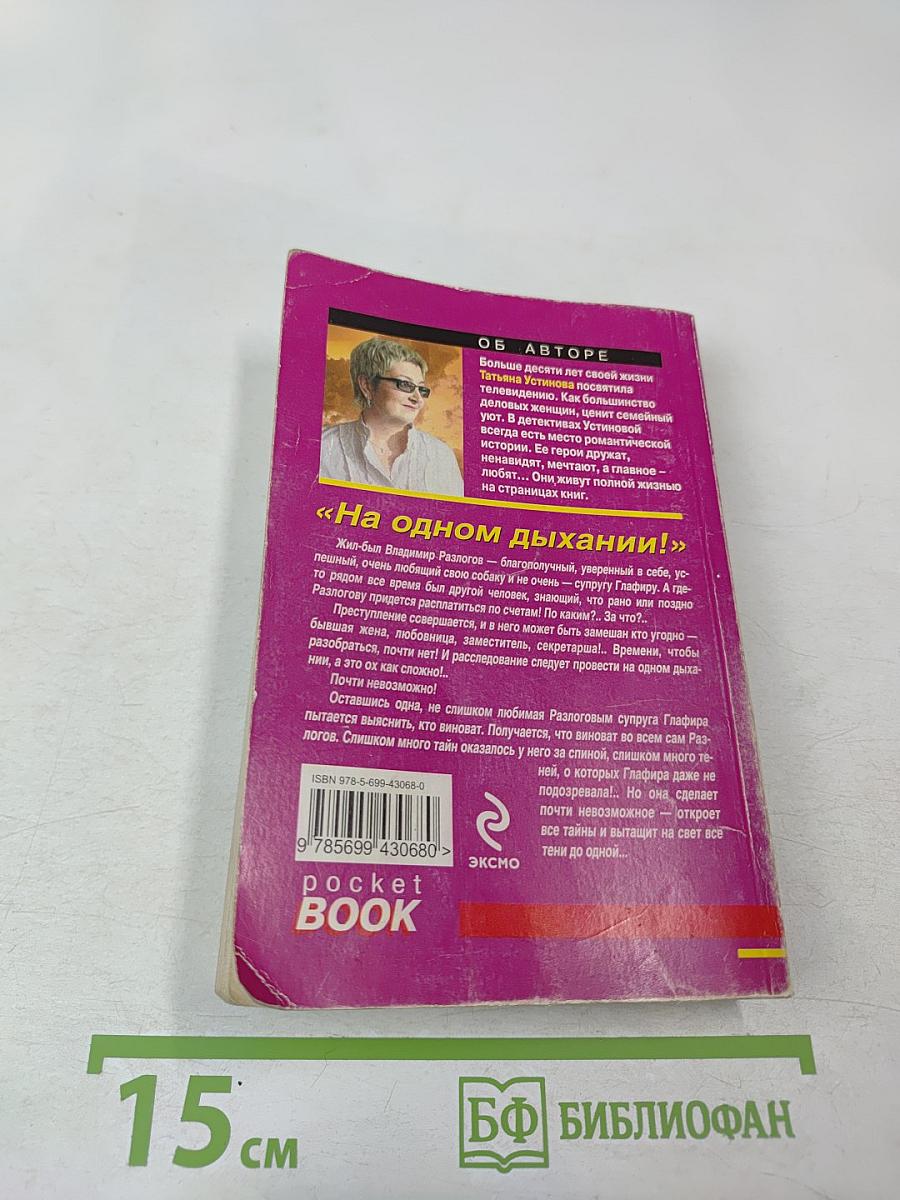 ОБ АВТОРЕ
Больше десяти лет своей жизни
Татьяна Устинова посвятила
телевидению. Как большинство
деловых женщин, ценит семейный
уют. В детективах Устиновой
всегда есть место романтической
истории. Ее герои дружат,
ненавидят, мечтают, а главное –
любят... Они живут полной жизнью
на страницах книг.
«На одном дыхании!»
Жил-был Владимир Разлогов — благополучный, уверенный в себе, ус-
пешный, очень любящий свою собаку и не очень — супругу Глафиру. А где-
то рядом все время был другой человек, знающий, что рано или поздно
Разлогову придется расплатиться по счетам! По каким?.. За что?..
Преступление совершается, и в него может быть замешан кто угодно —
бывшая жена, любовница, заместитель, секретарша!.. Времени, чтобы
разобраться, почти нет! И расследование следует провести на одном дыха-
нии, а это ох как сложно!..
Почти невозможно!
Оставшись одна, не слишком любимая Разлоговым супруга Глафира
пытается выяснить, кто виноват. Получается, что виноват во всем сам Раз-
логов. Слишком много тайн оказалось у него за спиной, слишком много те-
ней, о которых Глафира даже не
подозревала!.. Но она сделает
почти невозможное — откроет
все тайны и вытащит на свет все
тени до одной...
ISBN 978-5-699-43068-0
9 785699 430680 >
ЭКСМО
pocket
BOOK
15 см
БФ БИБЛИОФАН